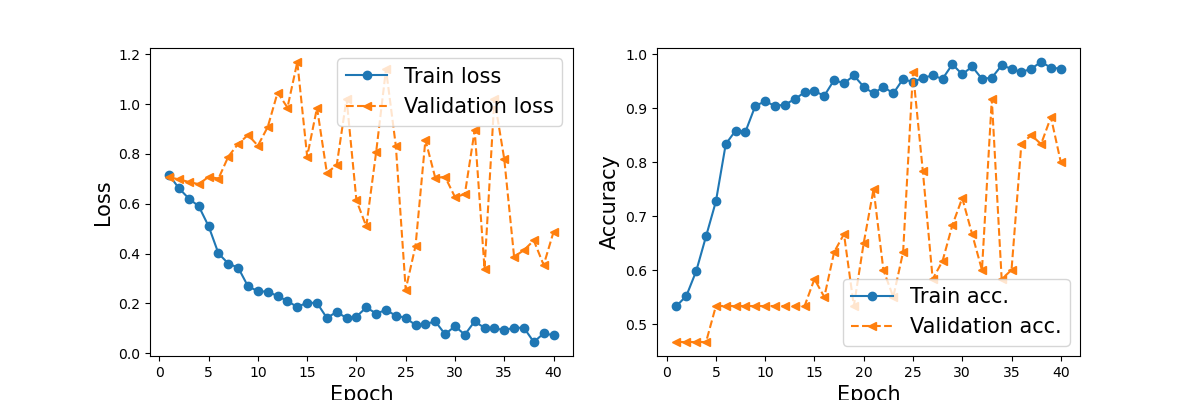 1.2
1.0
0.8
0.6
0.4
0.2
0.0
Loss
0 5 10 15 20 25 30 35 40
Epoch
Train loss
Validation loss
1.0
0.9
0.8
0.7
0.6
0.5
Accuracy
0 5 10 15 20 25 30 35 40
Epoch
Train acc.
Validation acc.